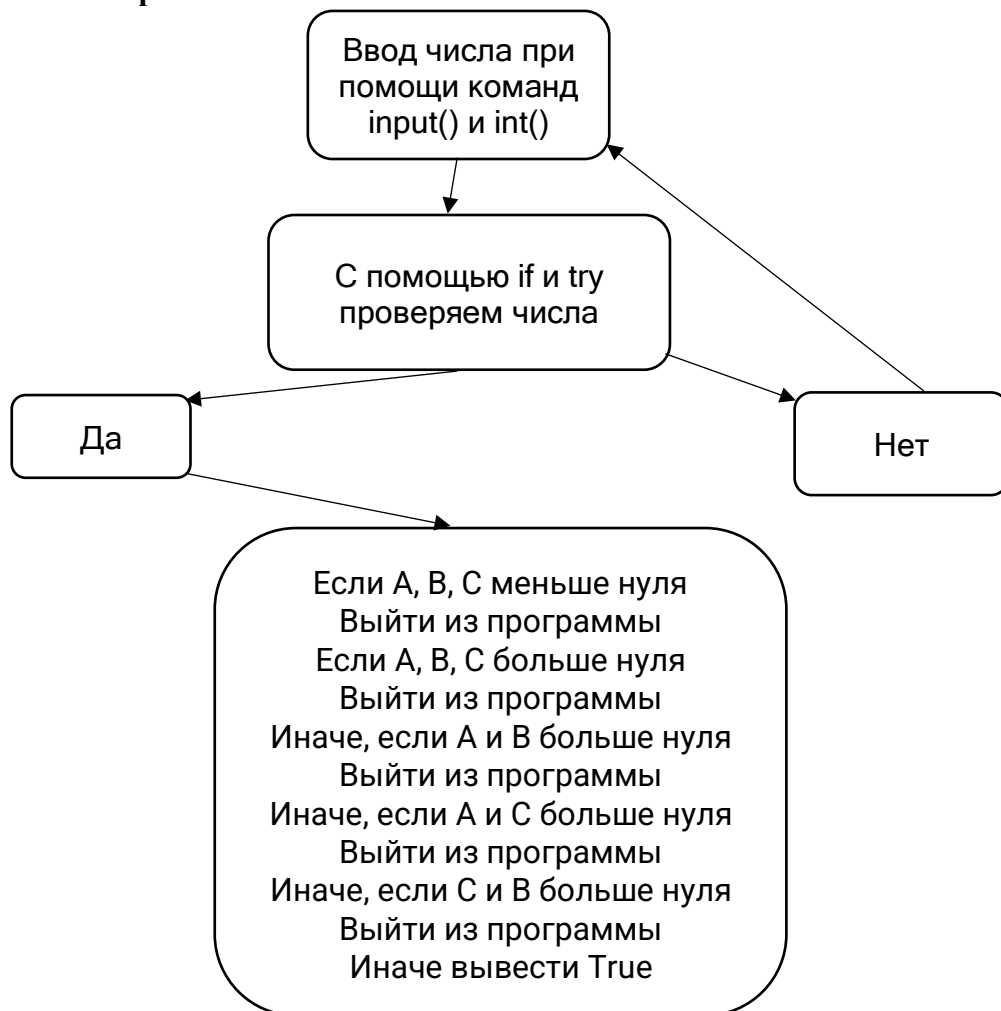 Ввод числа при
помощи команд
input() и int()
С помощью if и try
проверяем числа
Да
Нет
Если A, B, C меньше нуля
Выйти из программы
Если A, B, C больше нуля
Выйти из программы
Иначе, если A и B больше нуля
Выйти из программы
Иначе, если A и C больше нуля
Выйти из программы
Иначе, если C и B больше нуля
Выйти из программы
Иначе вывести True